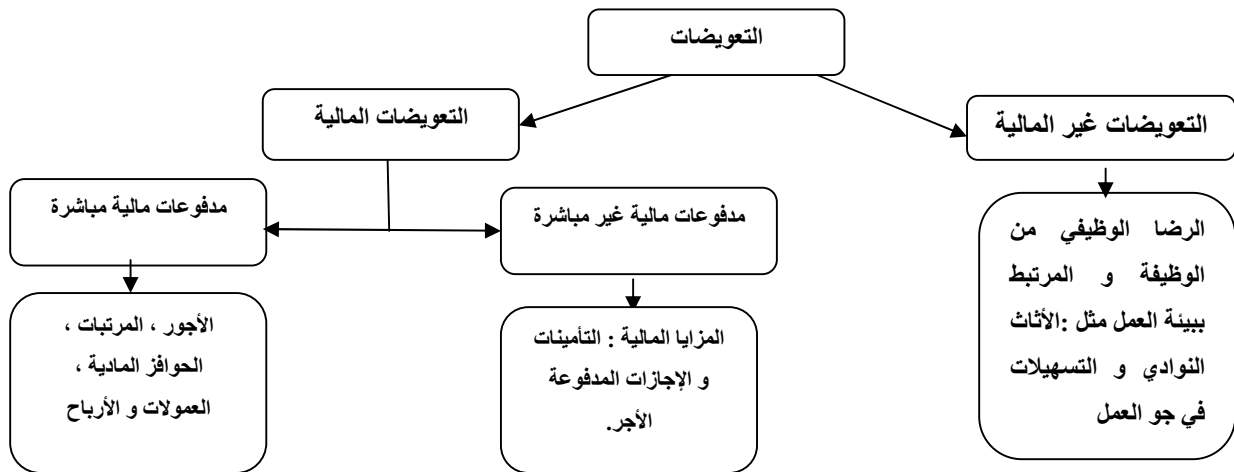 التعويضات
التعويضات المالية
التعويضات غير المالية
مدفوعات مالية مباشرة
مدفوعات مالية غير مباشرة
الرضا الوظيفي من
الوظيفة و المرتبط
ببيئة العمل مثل :الأثاث
النوادي و التسهيلات
في جو العمل
الأجور ، المرتبات ،
الحوافز المادية ،
العمولات و الأرباح
المزايا المالية : التأمينات
و الإجازات المدفوعة
الأجر.